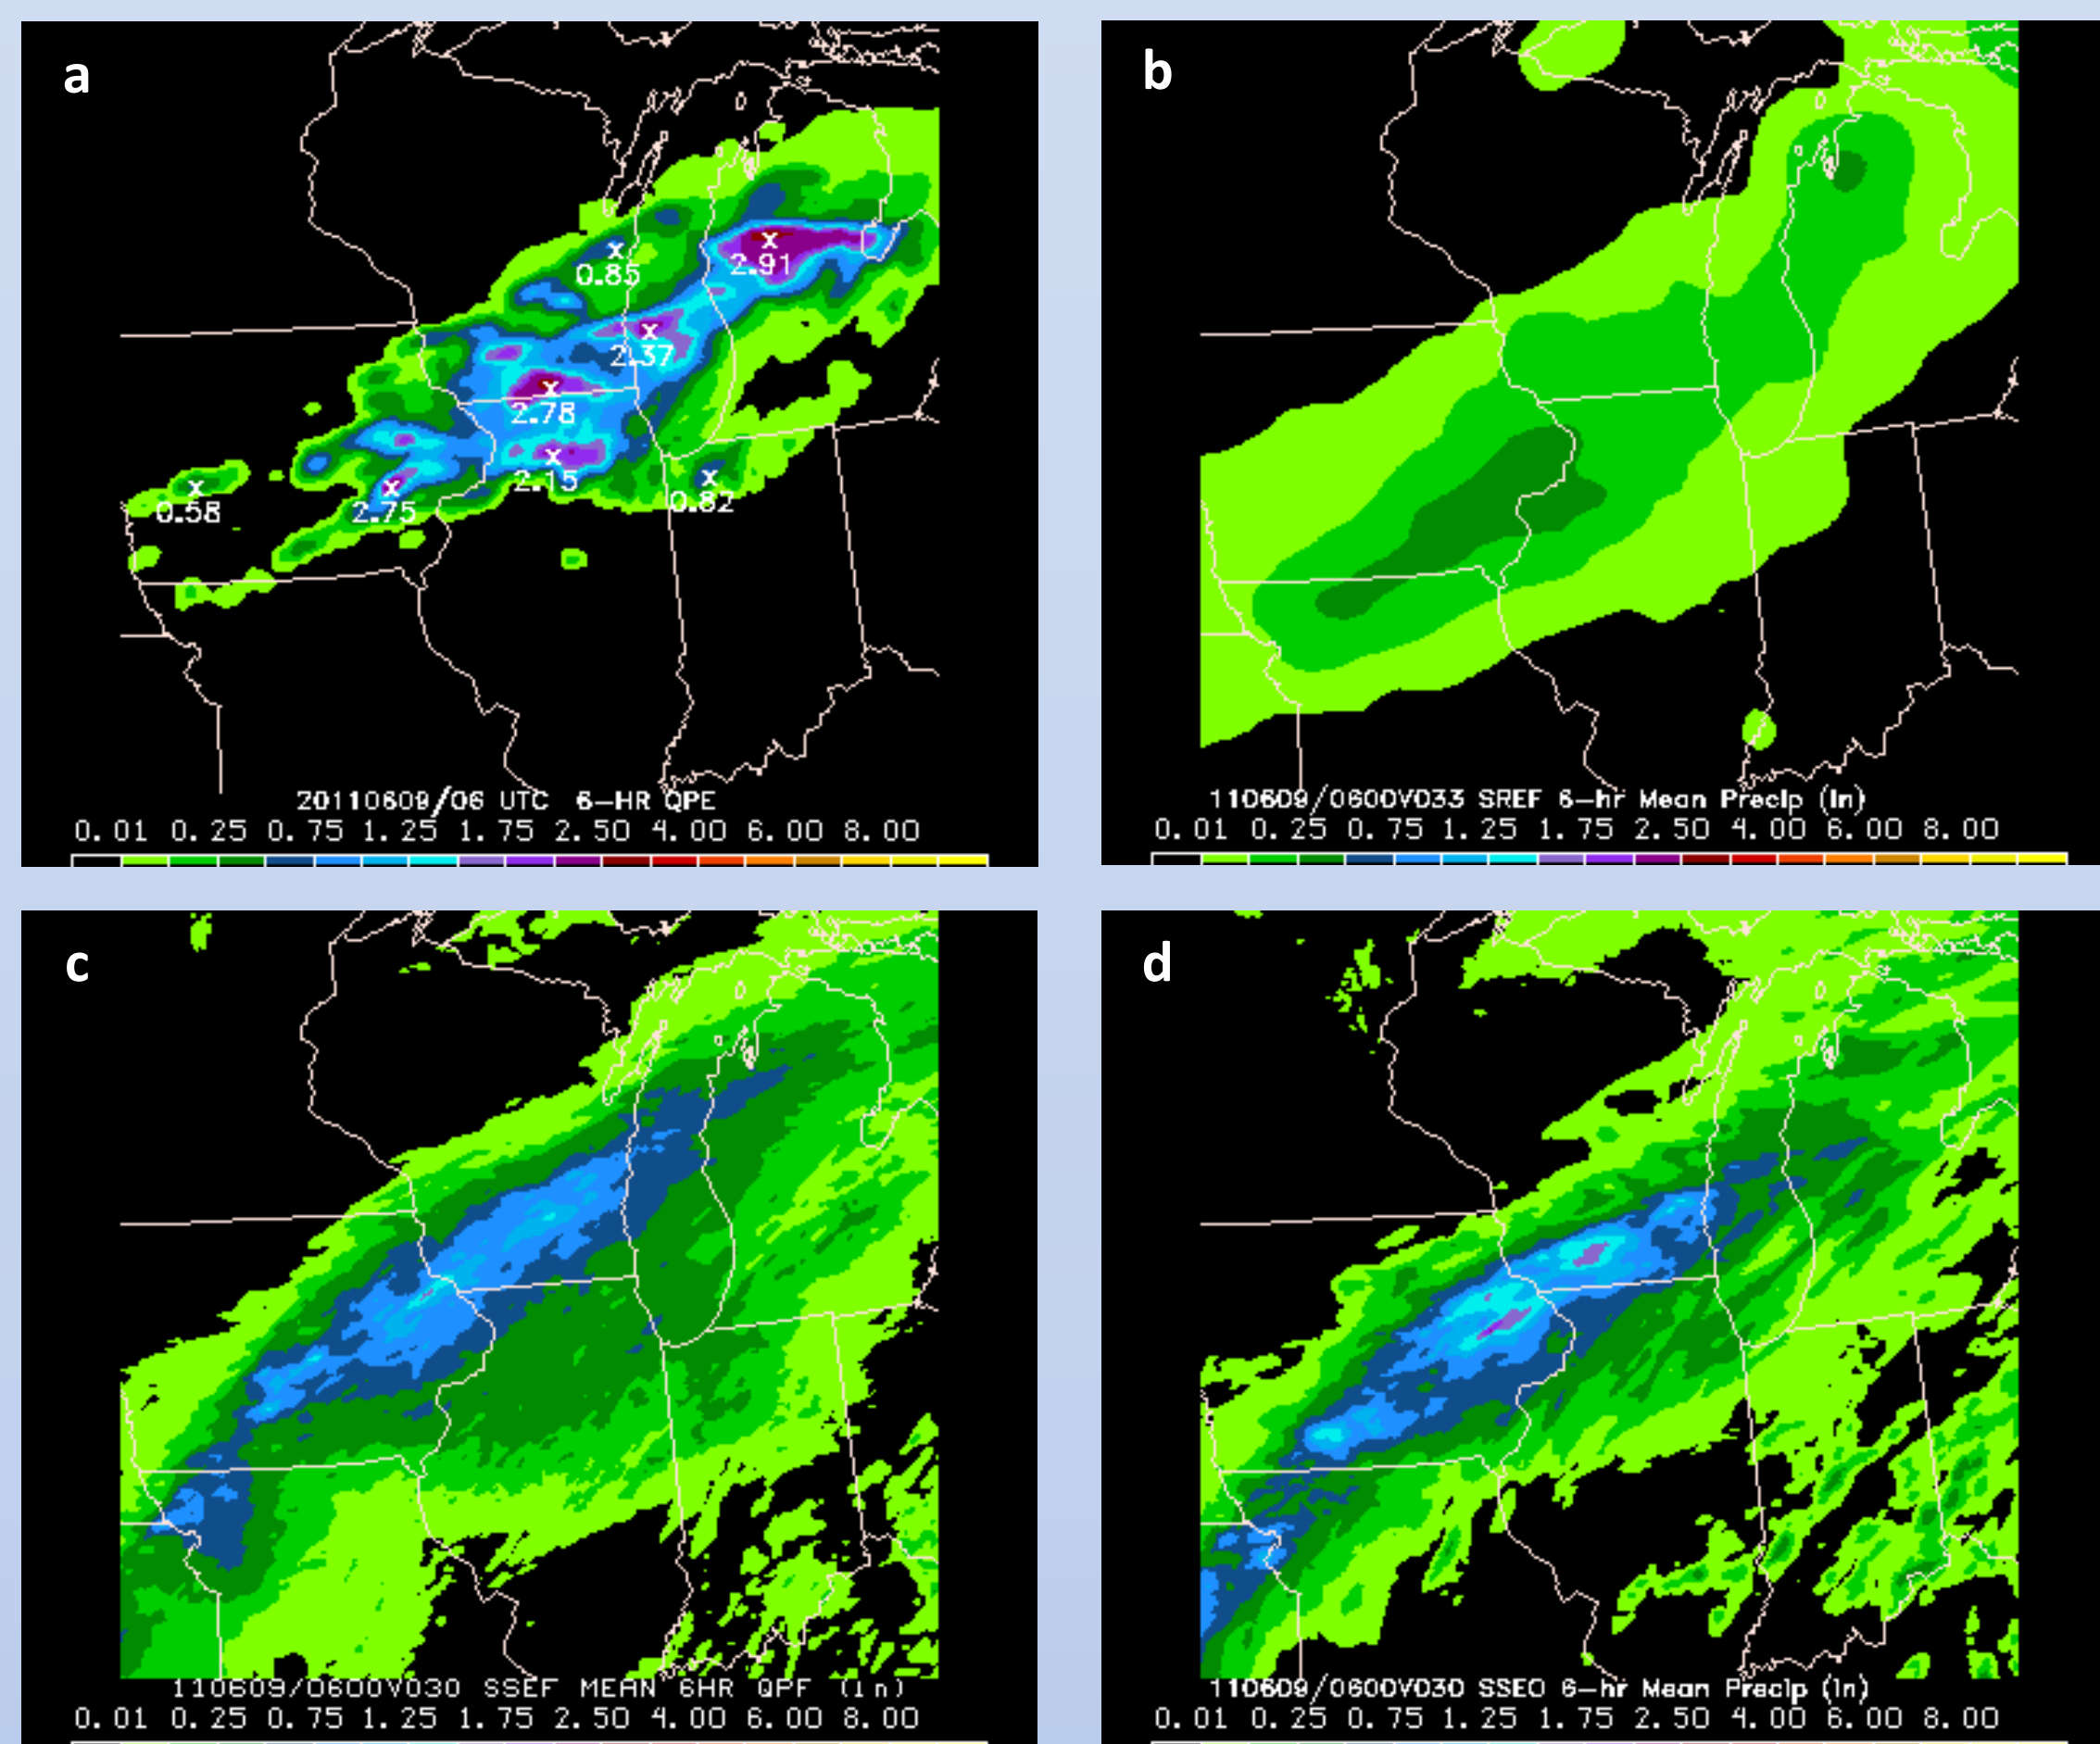 a
0.85
2.91
2.37
2.78
2.15
0.58
2.75
0.82
20110609/06 UTC 6-HR QPE
0.01 0.25 0.75 1.25 1.75 2.50 4.00 6.00 8.00
b
110609/0600V033 SREF 6-hr Mean Precip (In)
0.01 0.25 0.75 1.25 1.75 2.50 4.00 6.00 8.00
c
110609/0600V030 SSEF MEAN 6HR QPF (in)
0.01 0.25 0.75 1.25 1.75 2.50 4.00 6.00 8.00
d
110609/0600V030 SSEO 6-hr Mean Precip (In)
0.01 0.25 0.75 1.25 1.75 2.50 4.00 6.00 8.00